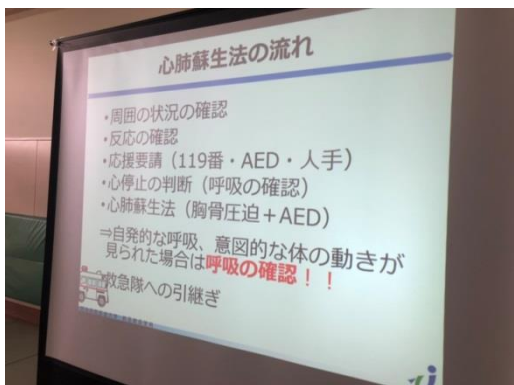 心肺蘇生法の流れ
・周囲の状況の確認
・反応の確認
・応援要請（119番・AED・人手）
・心停止の判断（呼吸の確認）
・心肺蘇生法（胸骨圧迫＋AED）
⇒自発的な呼吸、意図的な体の動きが
見られた場合は呼吸の確認！！
救急隊への引継ぎ